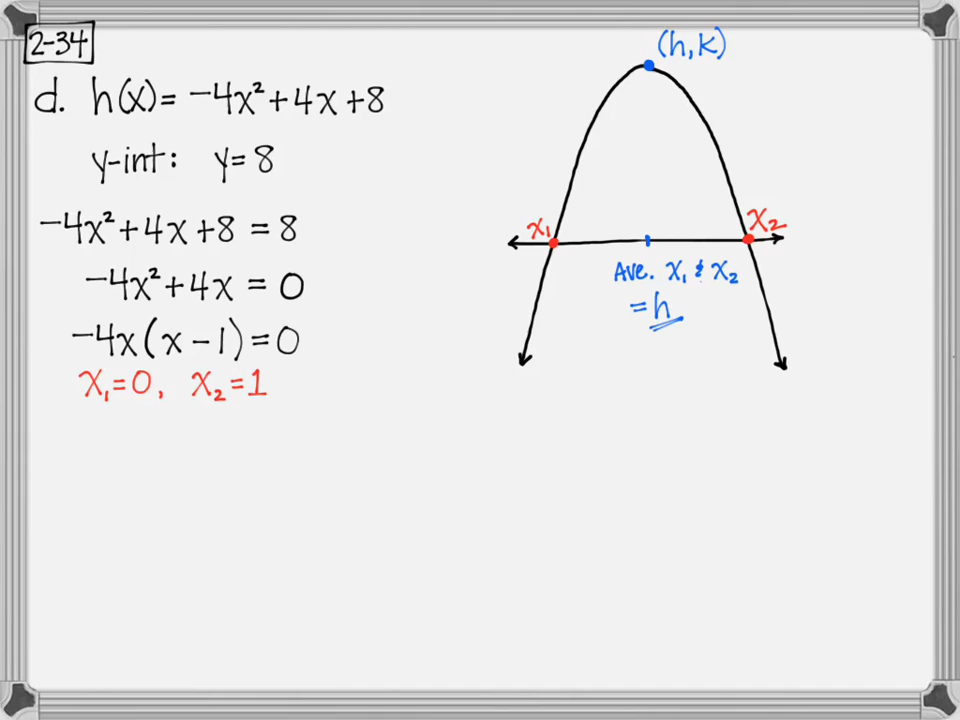 2-34
d. h(x) = -4x² + 4x + 8
y-int: y = 8
-4x² + 4x + 8 = 8
-4x² + 4x = 0
-4x(x - 1) = 0
x₁ = 0, x₂ = 1
(h, k)
x₁
x₂
Ave. x₁ & x₂
= h